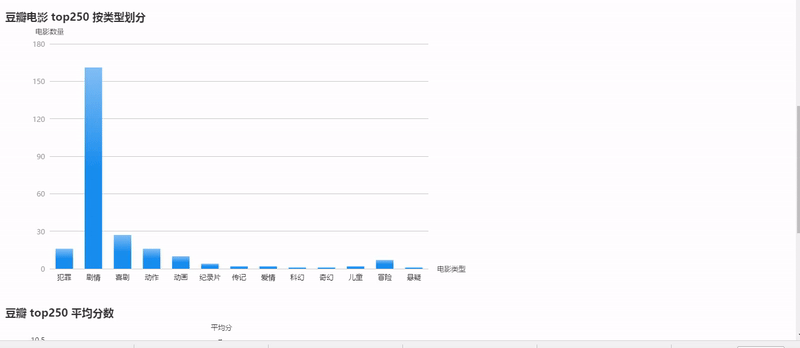 豆瓣电影 top250 按类型划分
电影数量
180
150
120
90
60
30
0
犯罪 剧情 喜剧 动作 动画 纪录片 传记 爱情 科幻 奇幻 儿童 冒险 悬疑 电影类型
豆瓣 top250 平均分数
平均分
10.5